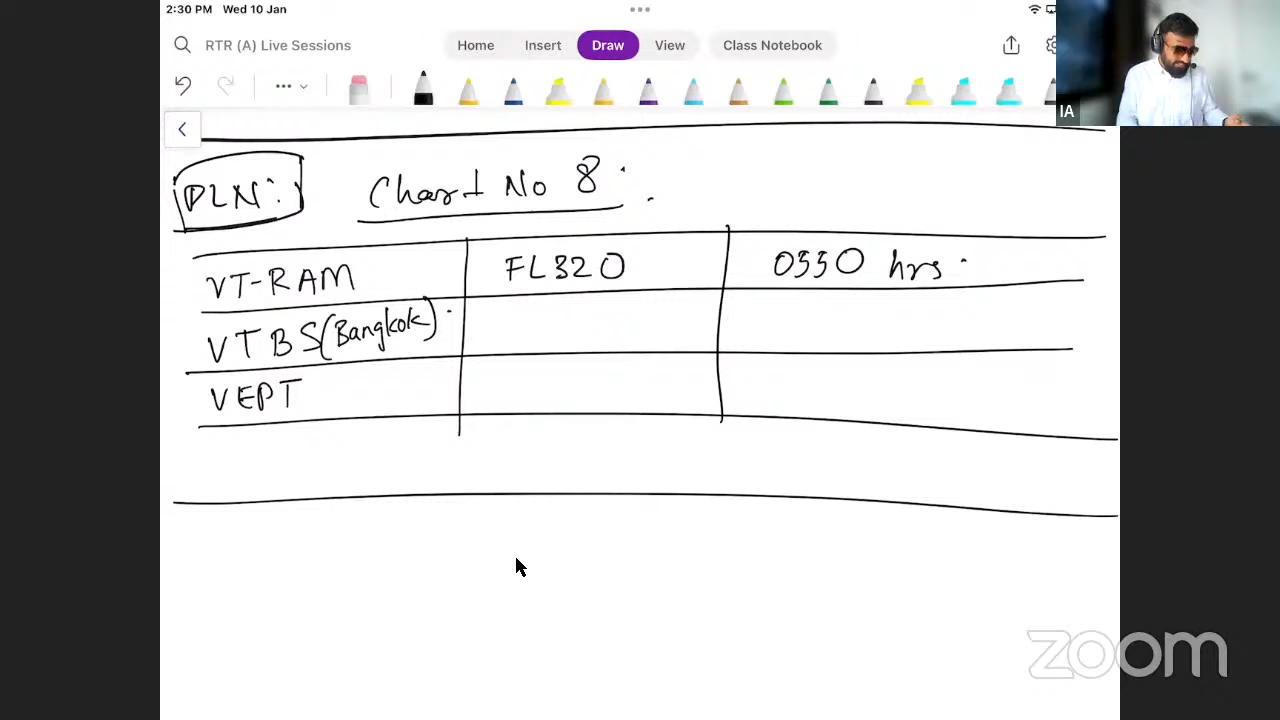 2:30 PM Wed 10 Jan
RTR (A) Live Sessions Home Insert Draw View Class Notebook
IA
PLN: Chart No 8:
VT-RAM FL320 0330 hrs.
VTBS (Bangkok).
VEPT
zoom